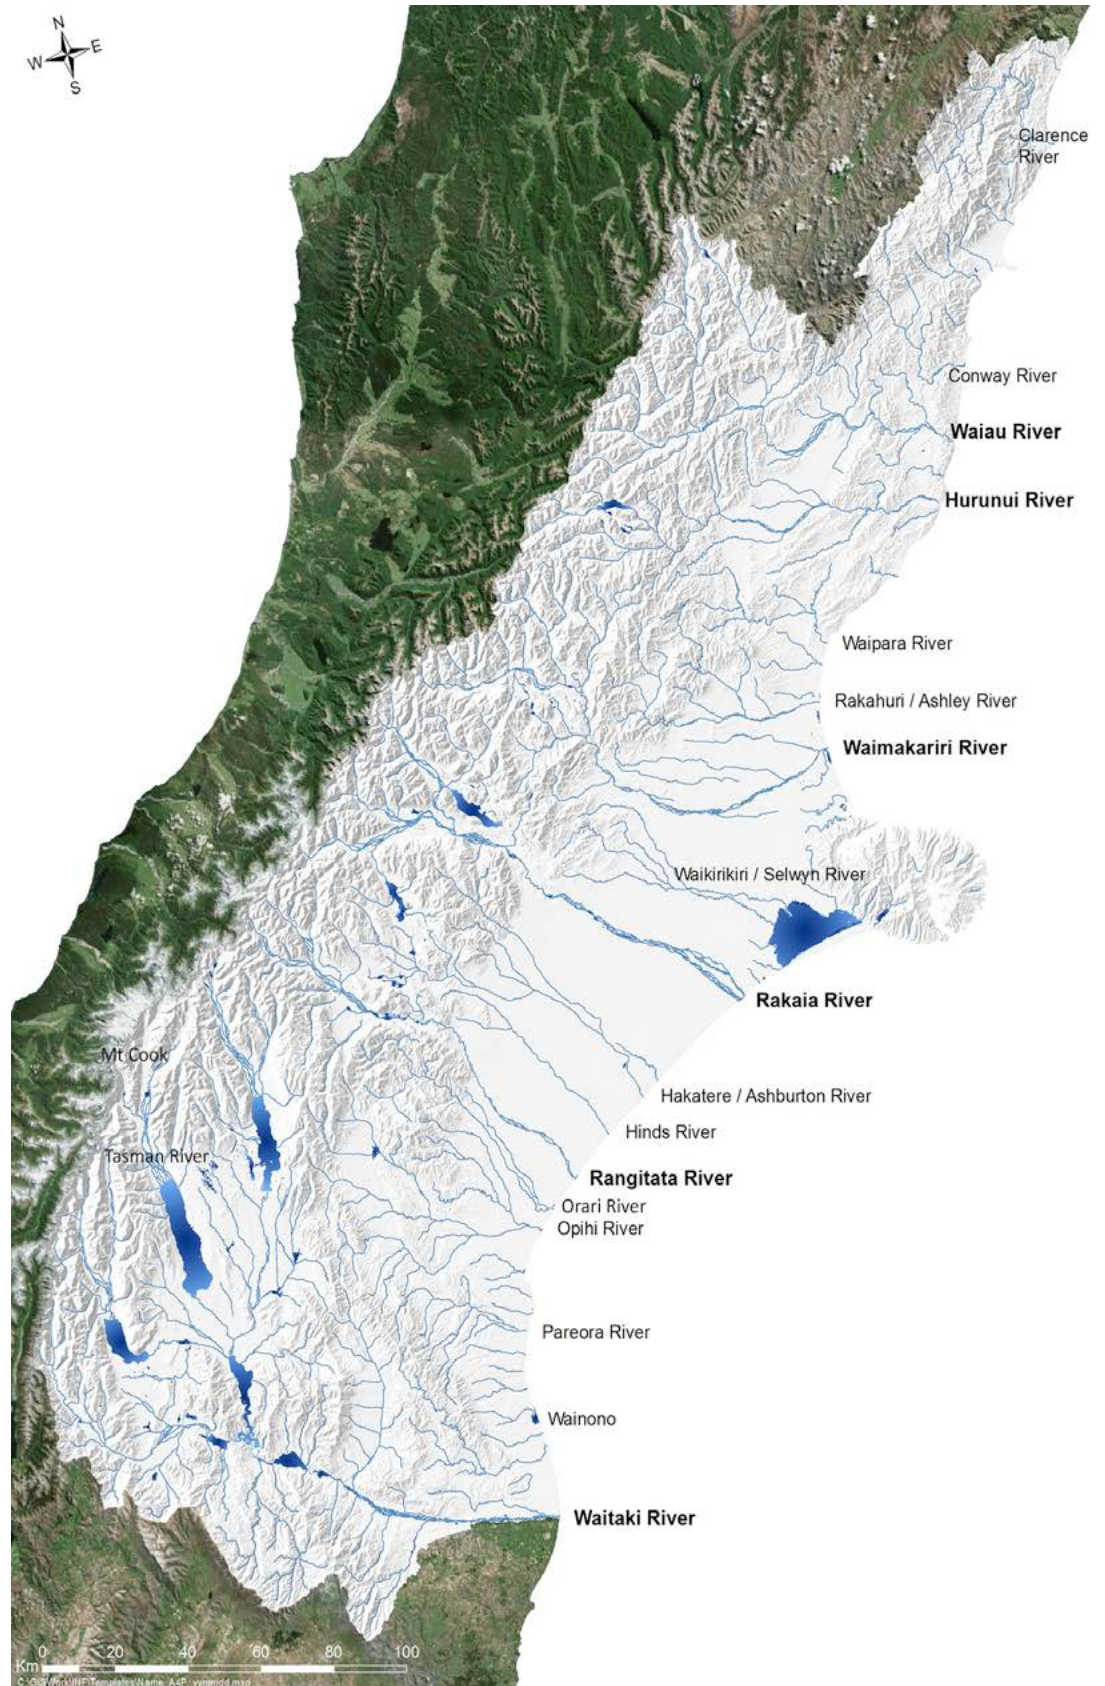 N
W E
S
Clarence
River
Conway River
Waiau River
Hurunui River
Waipara River
Rakahuri / Ashley River
Waimakariri River
Waikirikiri / Selwyn River
Rakaia River
Mt Cook
Hakatere / Ashburton River
Hinds River
Tasman River
Rangitata River
Orari River
Opihi River
Pareora River
Wainono
Waitaki River
0 20 40 60 80 100
Km